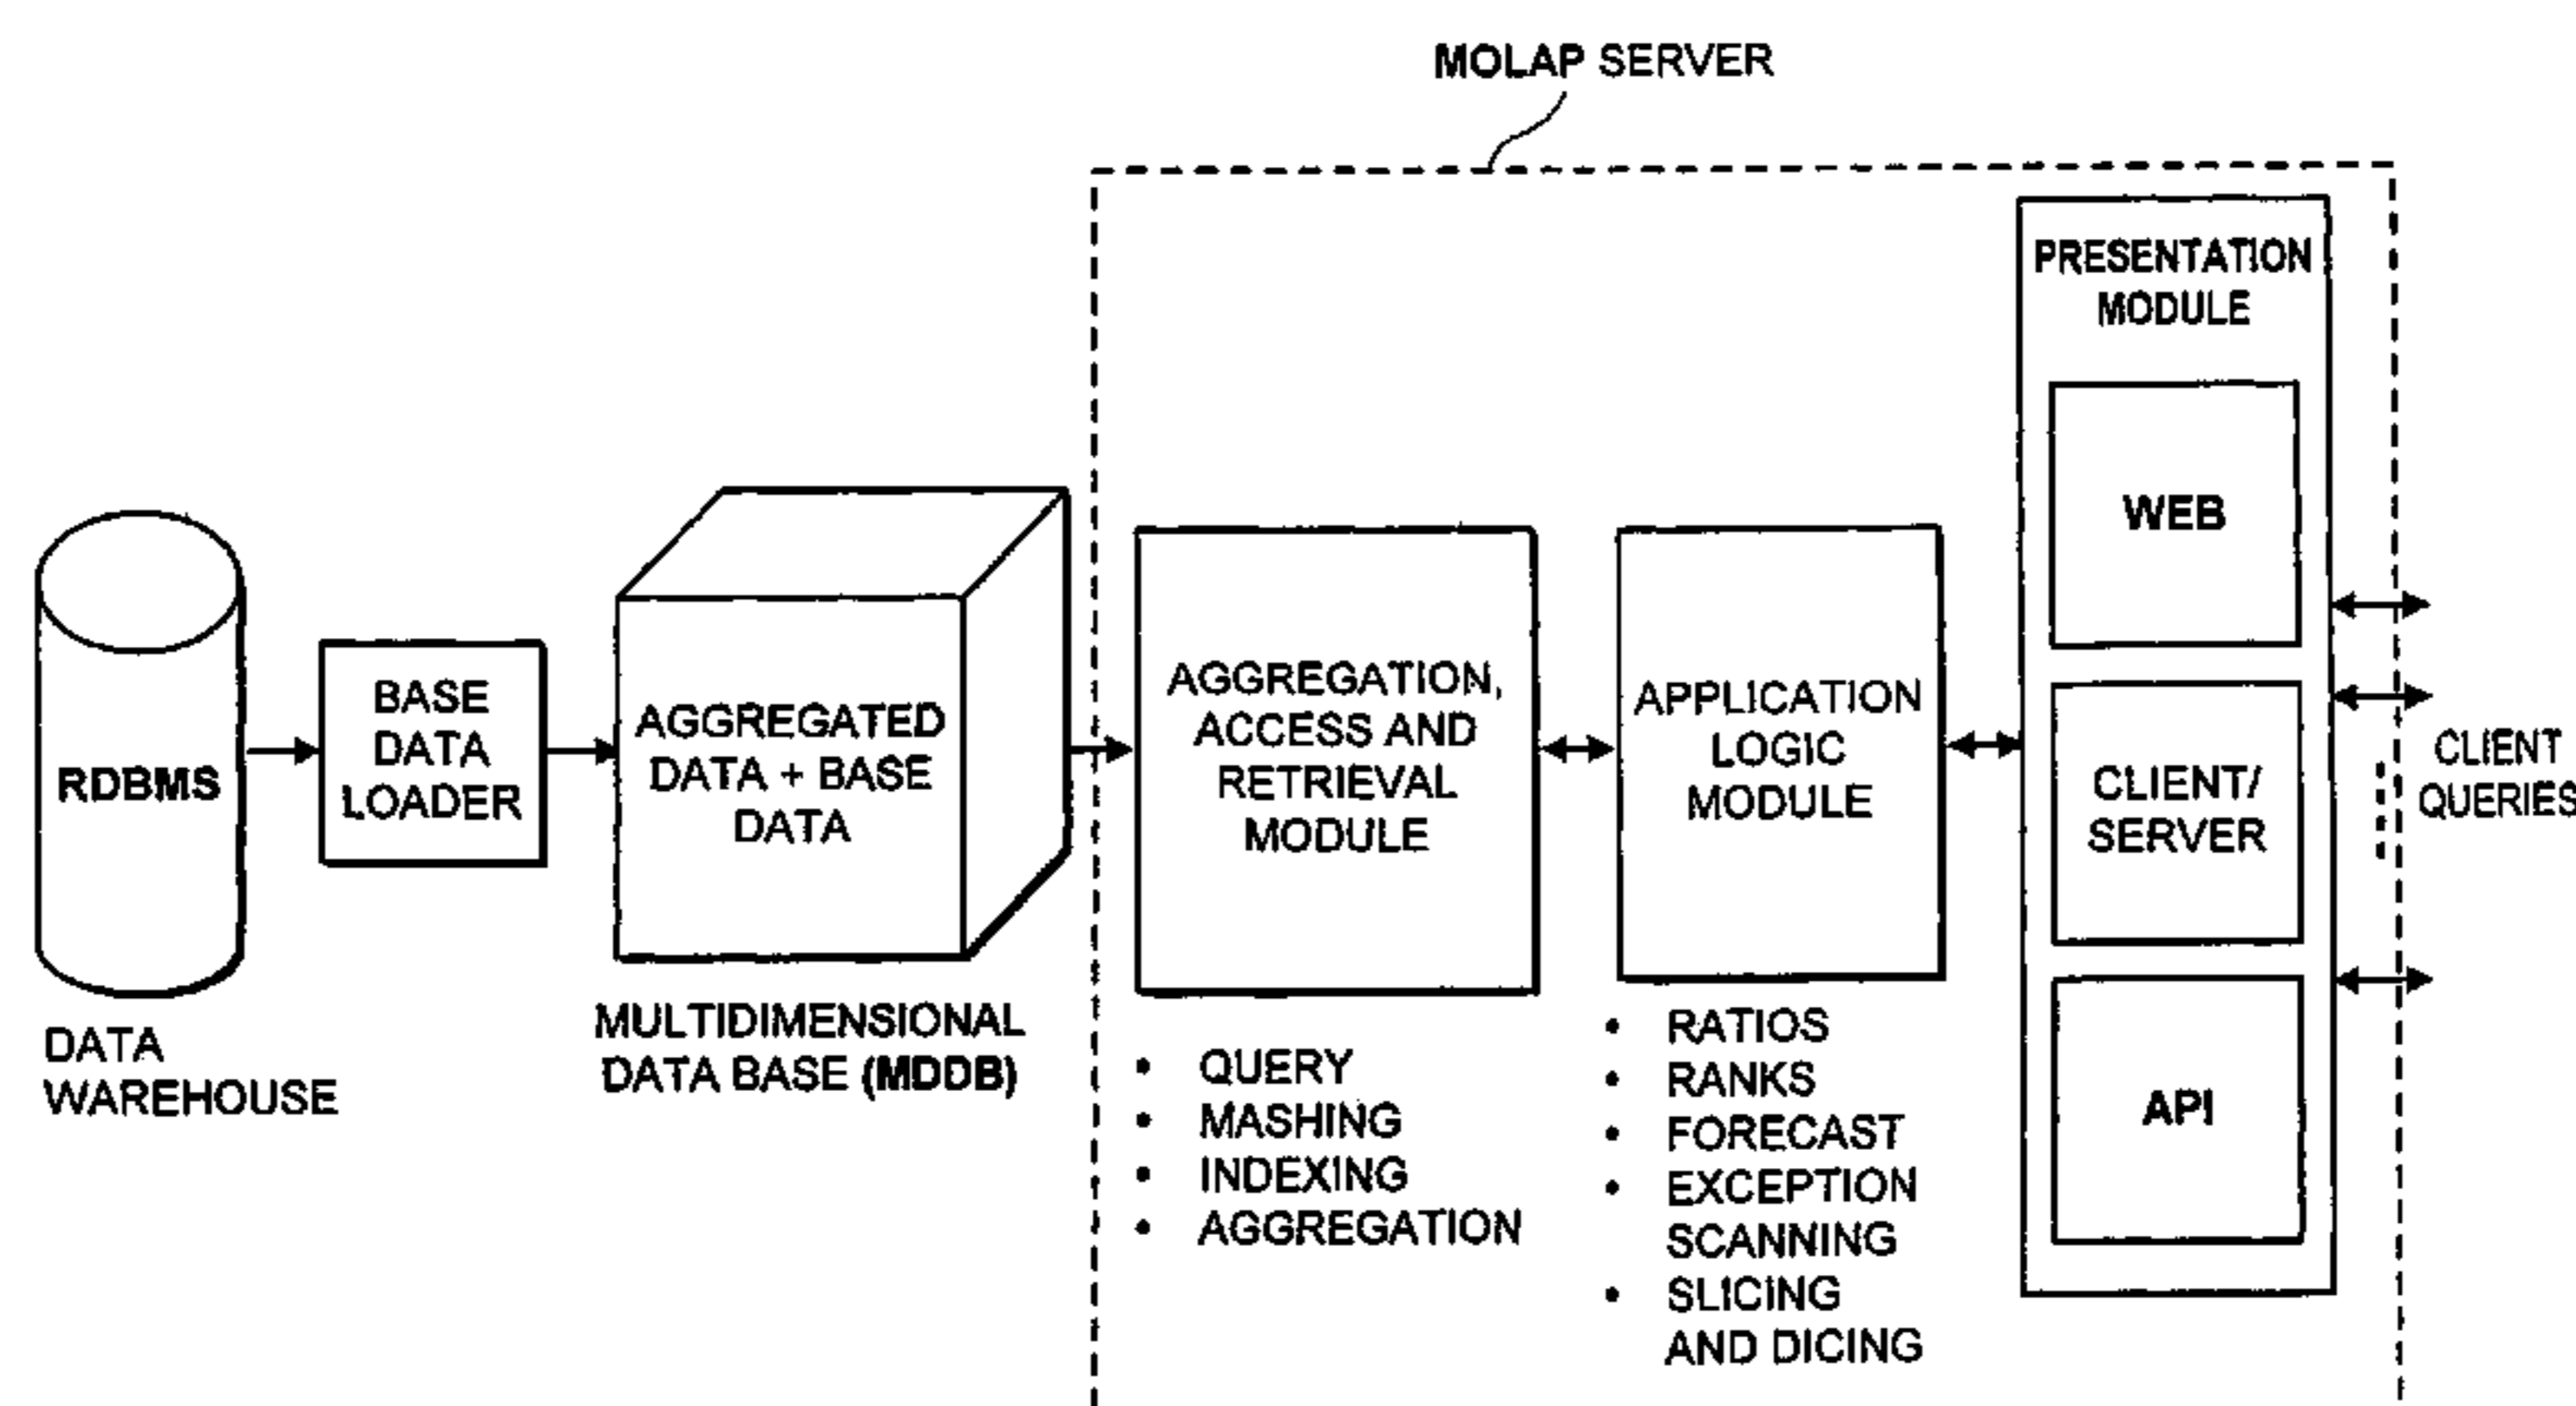 MOLAP SERVER
RDBMS
DATA
WAREHOUSE
BASE
DATA
LOADER
AGGREGATED
DATA + BASE
DATA
MULTIDIMENSIONAL
DATA BASE (MDDB)
AGGREGATION,
ACCESS AND
RETRIEVAL
MODULE
• QUERY
• MASHING
• INDEXING
• AGGREGATION
APPLICATION
LOGIC
MODULE
• RATIOS
• RANKS
• FORECAST
• EXCEPTION
SCANNING
• SLICING
AND DICING
PRESENTATION
MODULE
WEB
CLIENT/
SERVER
API
CLIENT
QUERIES